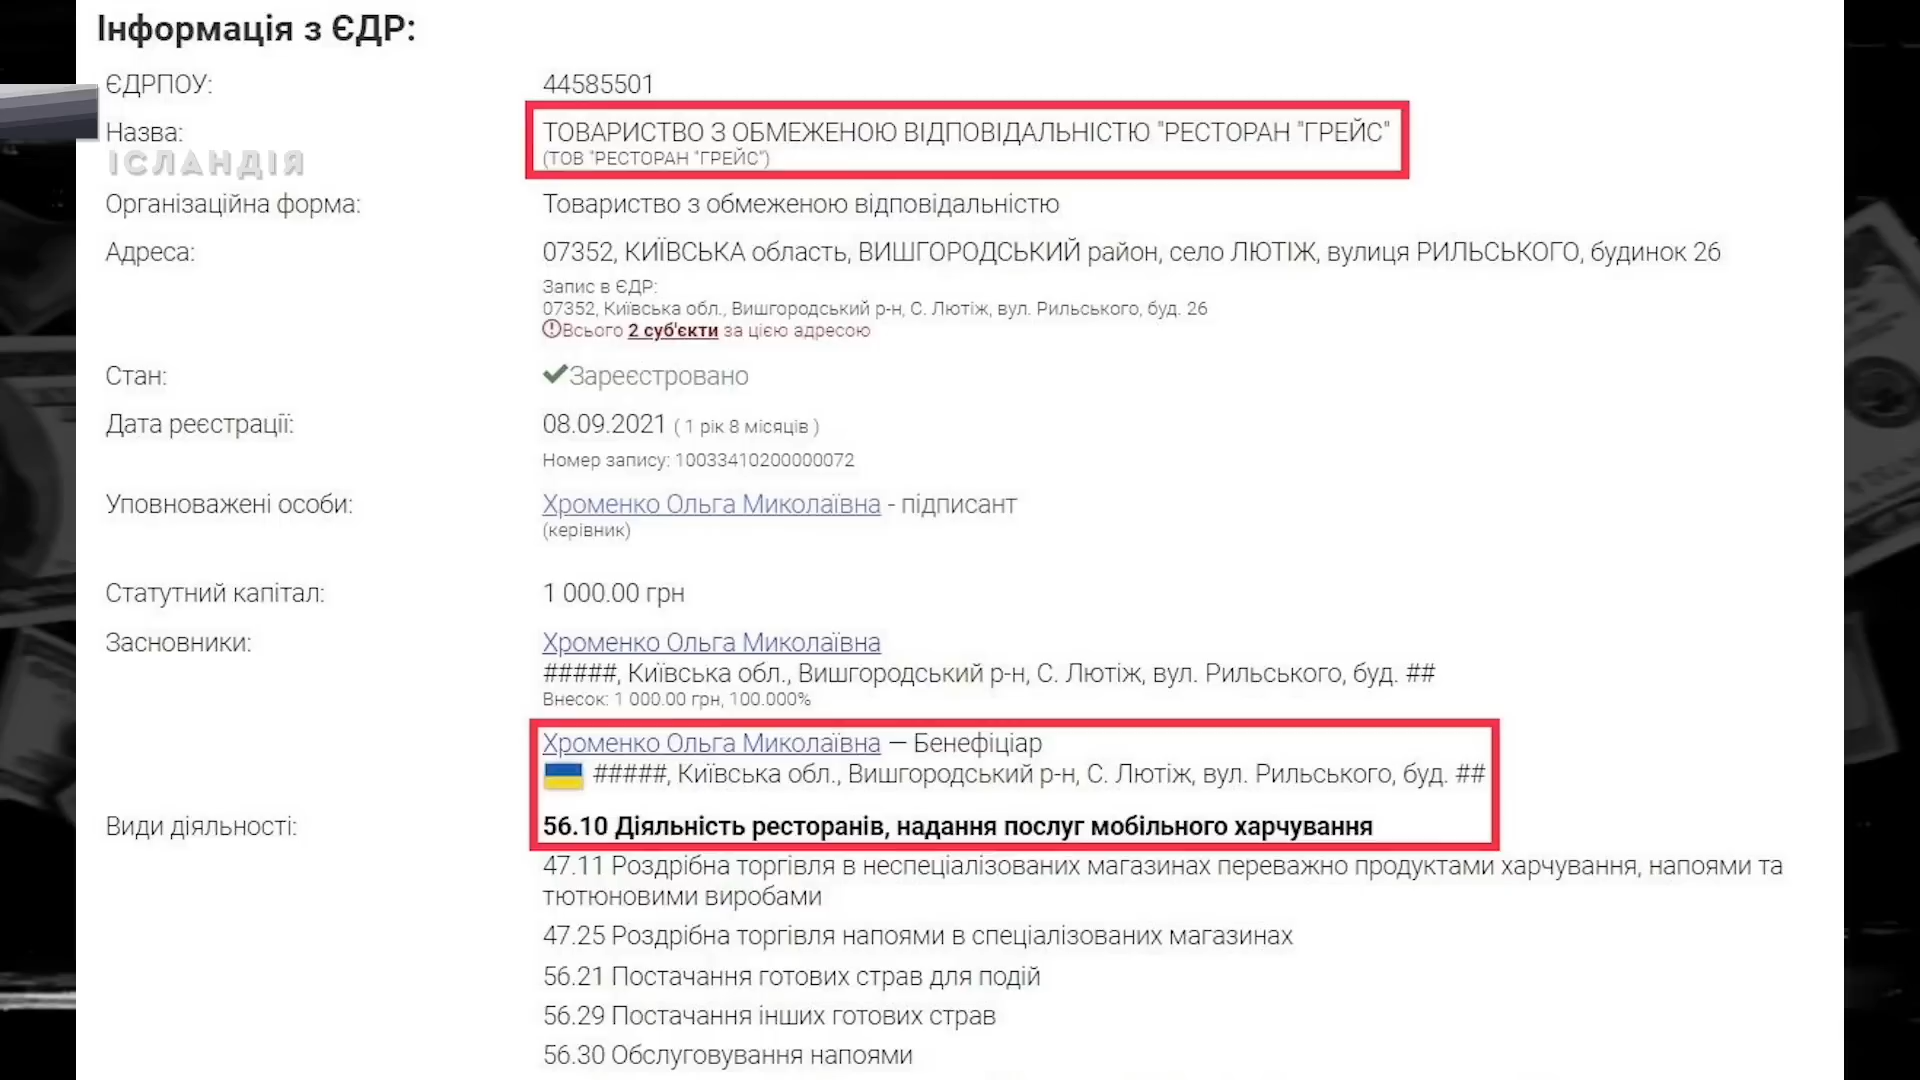 Інформація з ЄДР:
ЄДРПОУ:
44585501
Назва:
ТОВАРИСТВО З ОБМЕЖЕНОЮ ВІДПОВІДАЛЬНІСТЮ "РЕСТОРАН "ГРЕЙС"
(ТОВ "РЕСТОРАН "ГРЕЙС")
ІСЛАНДІЯ
Організаційна форма:
Товариство з обмеженою відповідальністю
Адреса:
07352, КИЇВСЬКА область, ВИШГОРОДСЬКИЙ район, село ЛЮТІЖ, вулиця РИЛЬСЬКОГО, будинок 26
Запис в ЄДР:
07352, Київська обл., Вишгородський р-н, С. Лютіж, вул. Рильського, буд. 26
Всього 2 суб'єкти за цією адресою
Стан:
Зареєстровано
Дата реєстрації:
08.09.2021 ( 1 рік 8 місяців )
Номер запису: 10033410200000072
Уповноважені особи:
Хроменко Ольга Миколаївна - підписант
(керівник)
Статутний капітал:
1 000.00 грн
Засновники:
Хроменко Ольга Миколаївна
#####, Київська обл., Вишгородський р-н, С. Лютіж, вул. Рильського, буд. ##
Внесок: 1 000.00 грн, 100.000%
Хроменко Ольга Миколаївна — Бенефіціар
#####, Київська обл., Вишгородський р-н, С. Лютіж, вул. Рильського, буд. ##
Види діяльності:
56.10 Діяльність ресторанів, надання послуг мобільного харчування
47.11 Роздрібна торгівля в неспеціалізованих магазинах переважно продуктами харчування, напоями та
тютюновими виробами
47.25 Роздрібна торгівля напоями в спеціалізованих магазинах
56.21 Постачання готових страв для подій
56.29 Постачання інших готових страв
56.30 Обслуговування напоями